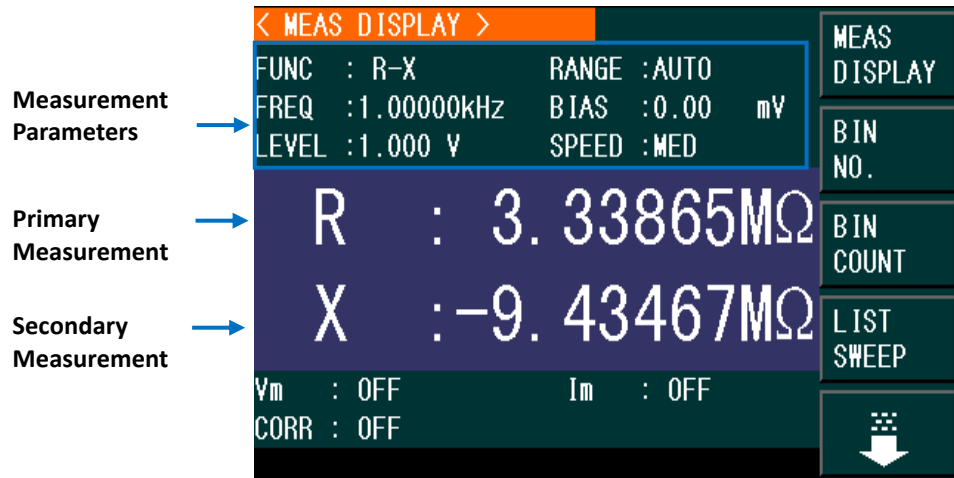 < MEAS DISPLAY >
FUNC : R-X RANGE :AUTO
FREQ :1.00000kHz BIAS :0.00 mV
LEVEL :1.000 V SPEED :MED
R : 3.33865MΩ
X :-9.43467MΩ
Vm : OFF Im : OFF
CORR : OFF
MEAS
DISPLAY
BIN
NO.
BIN
COUNT
LIST
SWEEP
Measurement
Parameters
Primary
Measurement
Secondary
Measurement